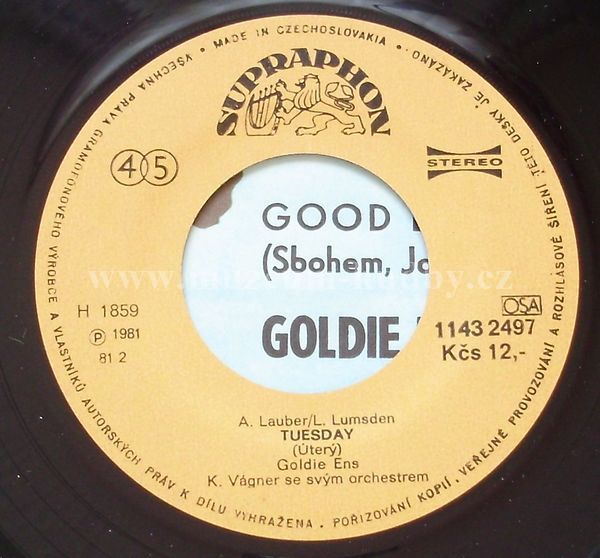 VŠECHNA PRÁVA GRAMOFONOVÉHO VÝROBCE A VLASTNÍKŮ AUTORSKÝCH PRÁV K DÍLU VYHRAŽENA. POŘIZOVÁNÍ KOPIÍ, VEŘEJNÉ PROVOZOVÁNÍ A ROZHLASOVÉ ŠÍŘENÍ TÉTO DESKY JE ZAKÁZÁNO • MADE IN CZECHOSLOVAKIA •
SUPRAPHON
45
STEREO
GOOD
(Sbohem,
GOLDIE
H 1859
P 1981
81 2
OSA
1143 2497
Kčs 12,-
A. Lauber/L. Lumsden
TUESDAY
(Úterý)
Goldie Ens
K. Vágner se svým orchestrem